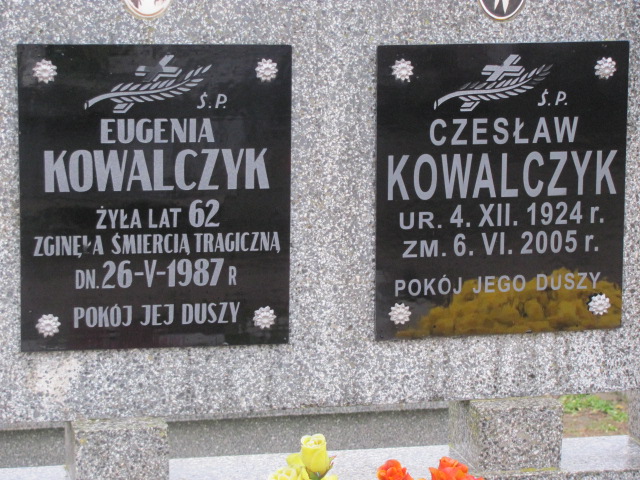 Ś.P.
EUGENIA
KOWALCZYK
ŻYŁA LAT 62
ZGINĘŁA ŚMIERCIĄ TRAGICZNĄ
DN. 26-V-1987 R
POKÓJ JEJ DUSZY
Ś.P.
CZESŁAW
KOWALCZYK
UR. 4. XII. 1924 r.
ZM. 6. VI. 2005 r.
POKÓJ JEGO DUSZY